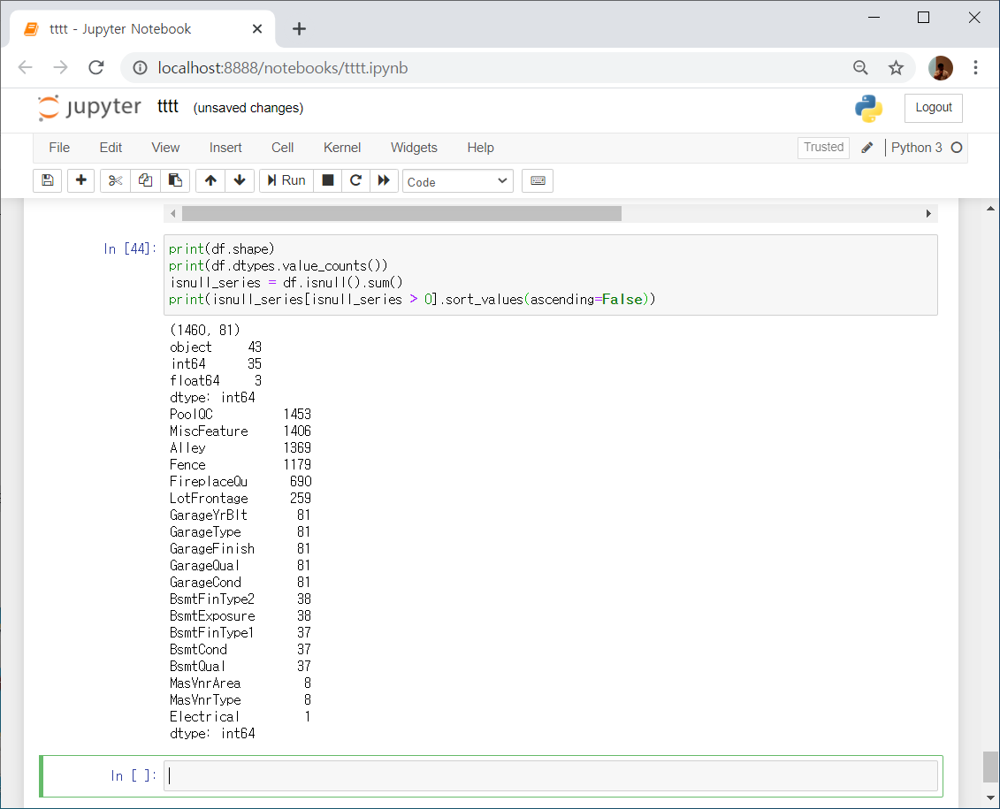 tttt - Jupyter Notebook
localhost:8888/notebooks/tttt.ipynb
jupyter tttt (unsaved changes) Logout
File Edit View Insert Cell Kernel Widgets Help Trusted Python 3
Run Code
In [44]: print(df.shape)
print(df.dtypes.value_counts())
isnull_series = df.isnull().sum()
print(isnull_series[isnull_series > 0].sort_values(ascending=False))
(1460, 81)
object 43
int64 35
float64 3
dtype: int64
PoolQC 1453
MiscFeature 1406
Alley 1369
Fence 1179
FireplaceQu 690
LotFrontage 259
GarageYrBlt 81
GarageType 81
GarageFinish 81
GarageQual 81
GarageCond 81
BsmtFinType2 38
BsmtExposure 38
BsmtFinType1 37
BsmtCond 37
BsmtQual 37
MasVnrArea 8
MasVnrType 8
Electrical 1
dtype: int64
In [ ]: